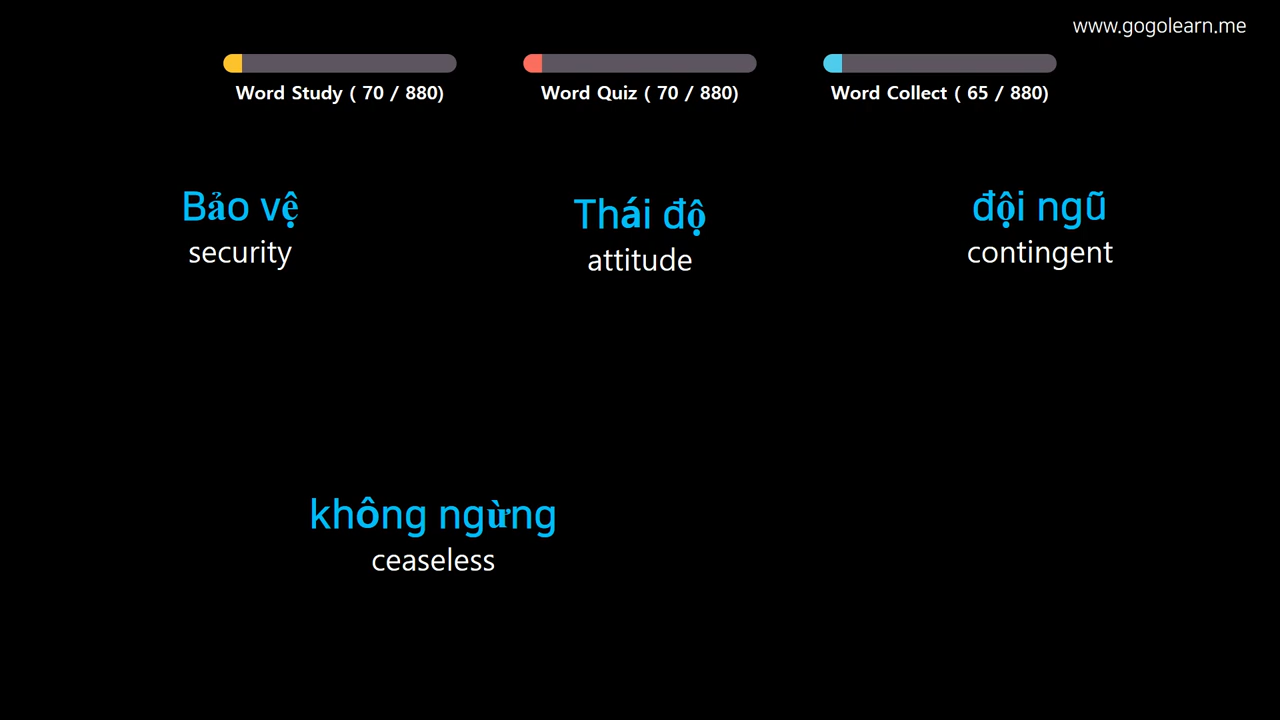 www.gogolearn.me
Word Study ( 70 / 880)
Word Quiz ( 70 / 880)
Word Collect ( 65 / 880)
Bảo vệ
security
Thái độ
attitude
đội ngũ
contingent
không ngừng
ceaseless